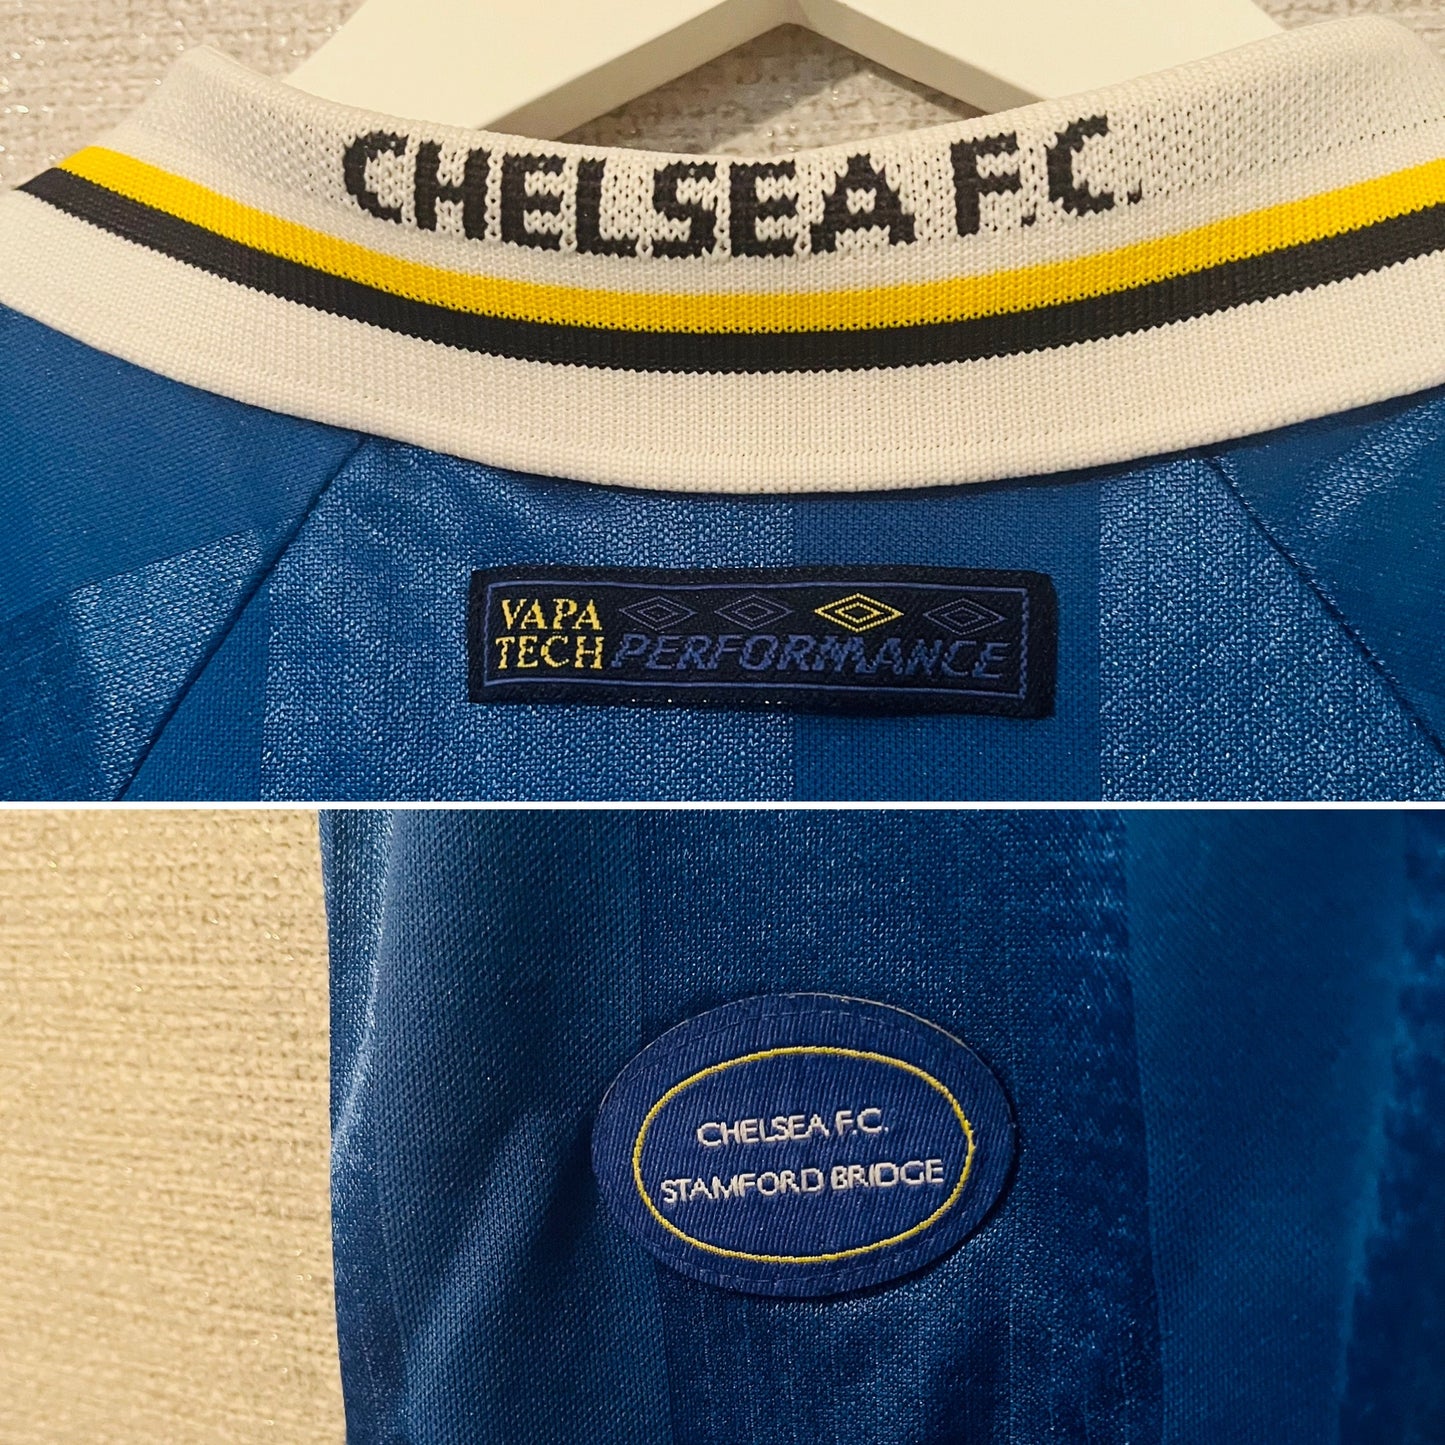 CHELSEA F.C.
VAPA
TECH PERFORMANCE
CHELSEA F.C.
STAMFORD BRIDGE